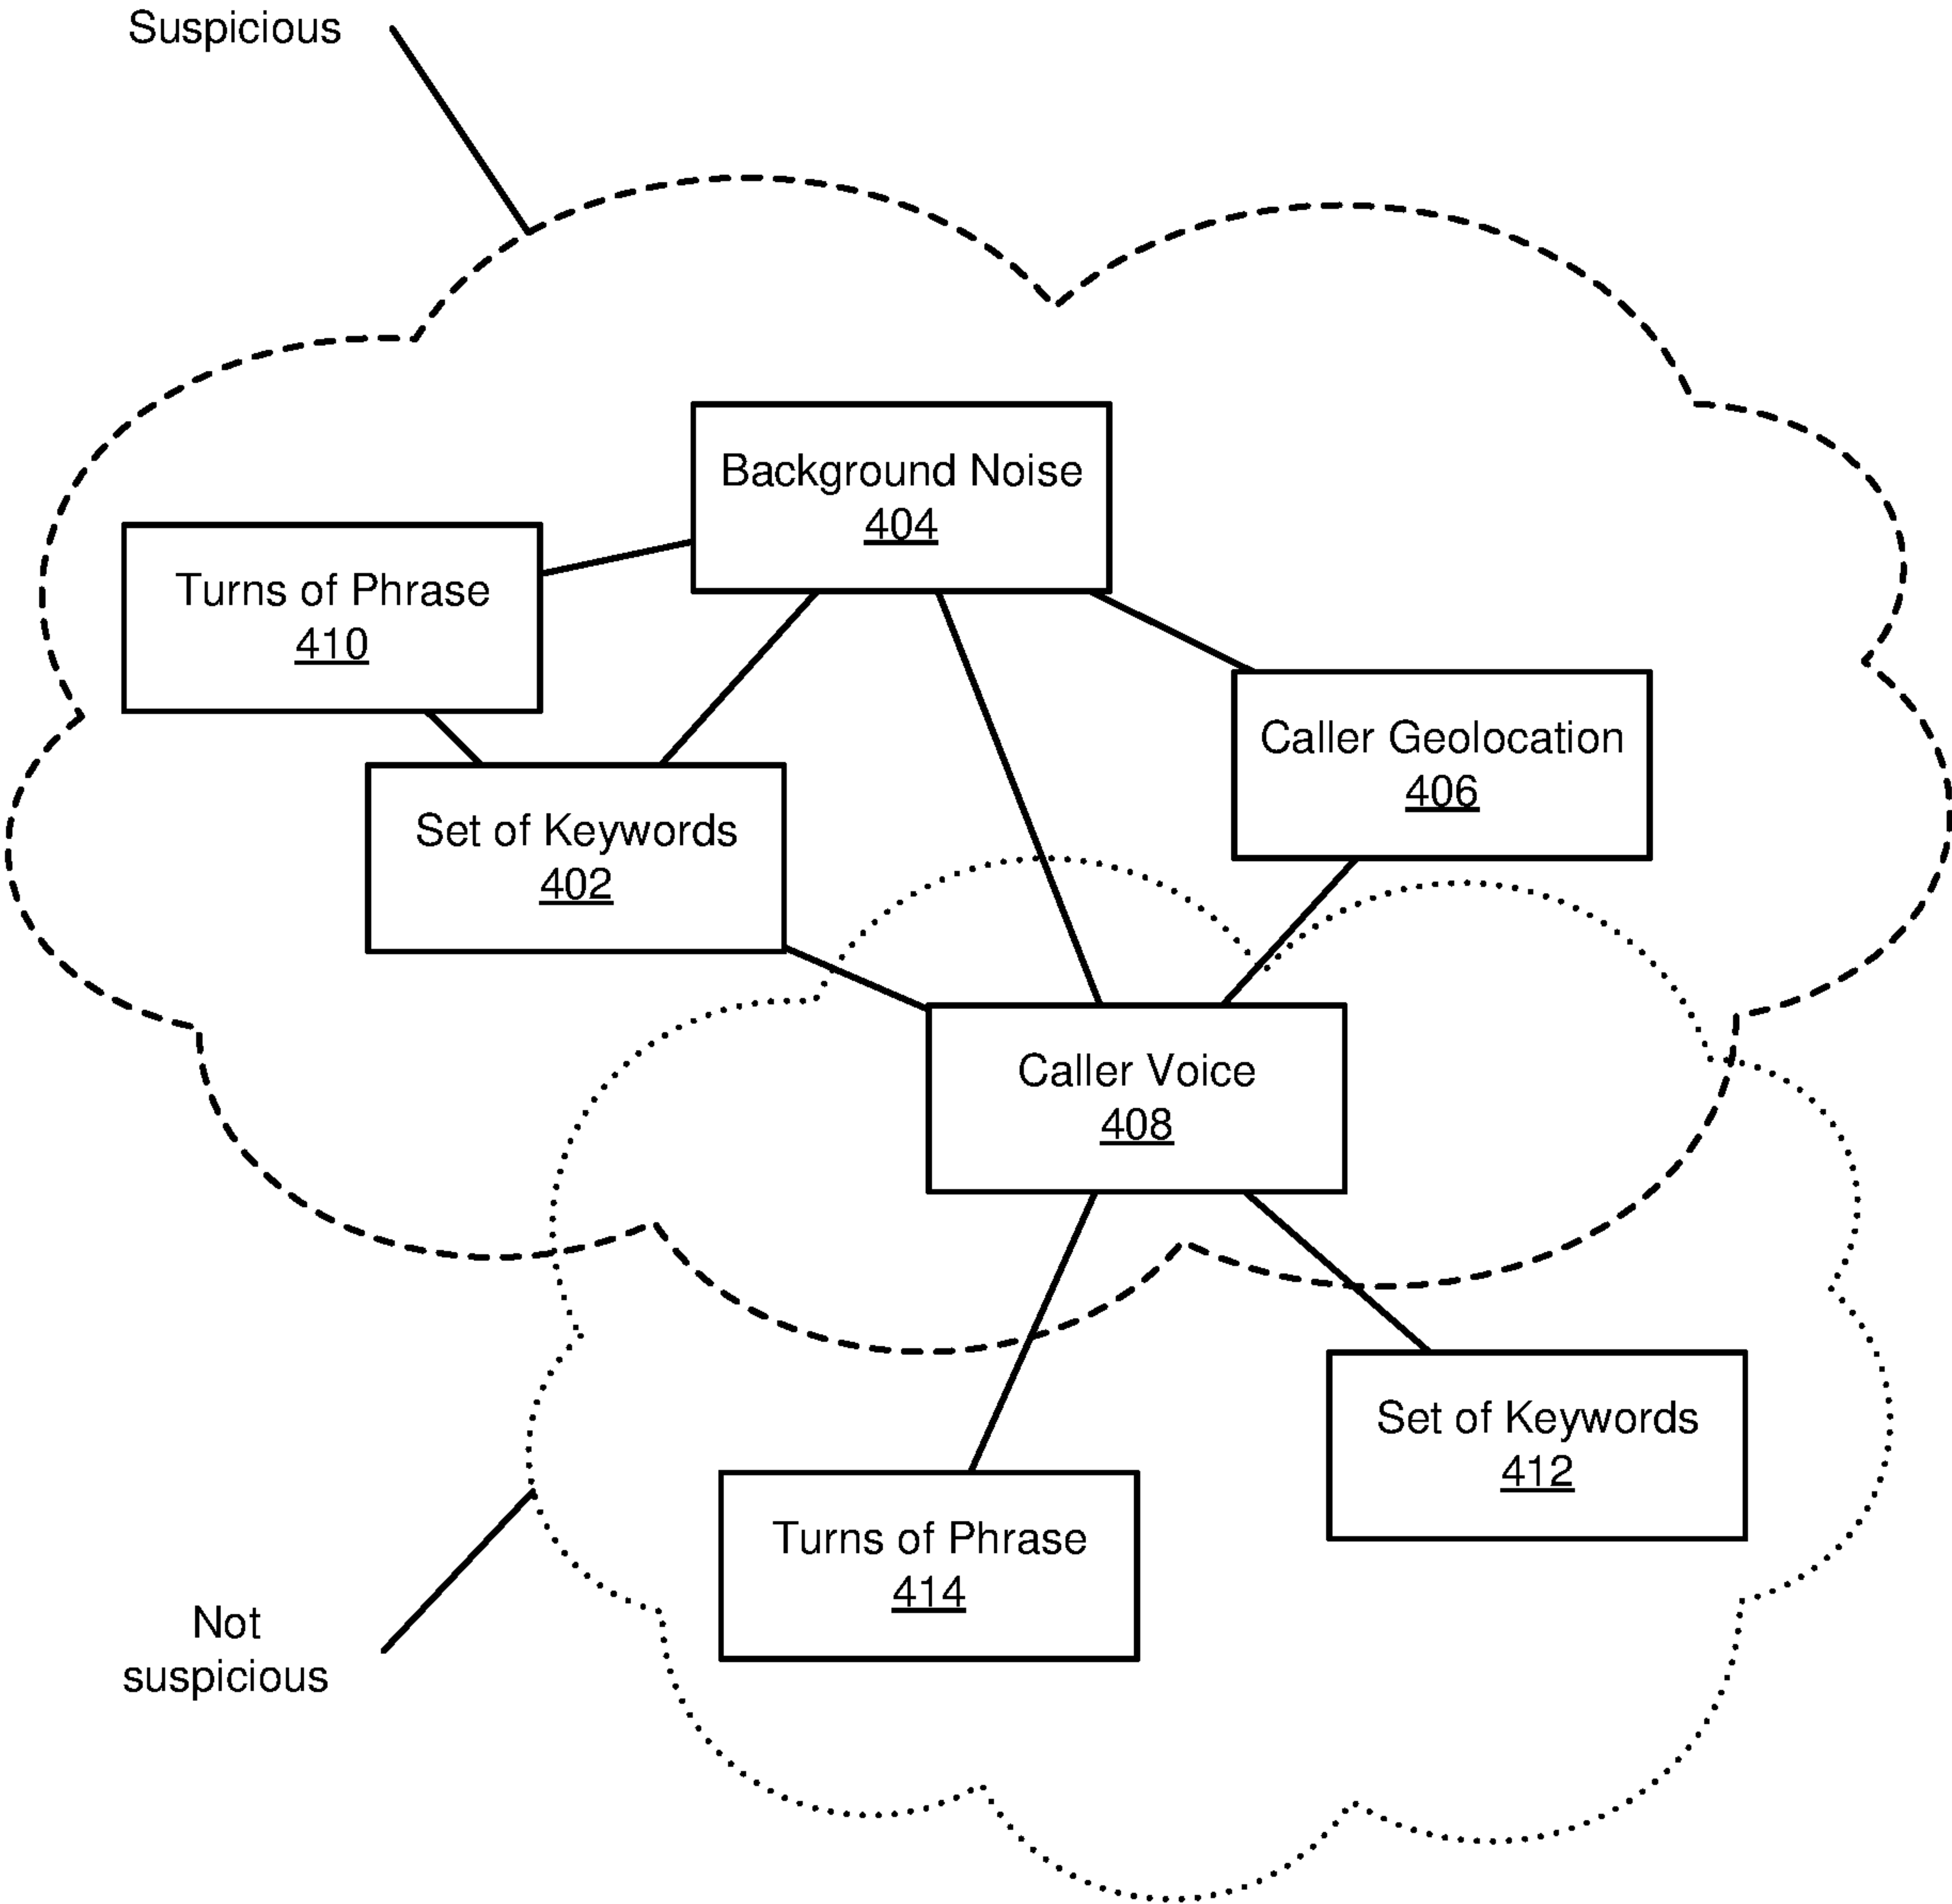 Suspicious
Background Noise
404
Turns of Phrase
410
Caller Geolocation
406
Set of Keywords
402
Caller Voice
408
Set of Keywords
412
Turns of Phrase
414
Not
suspicious